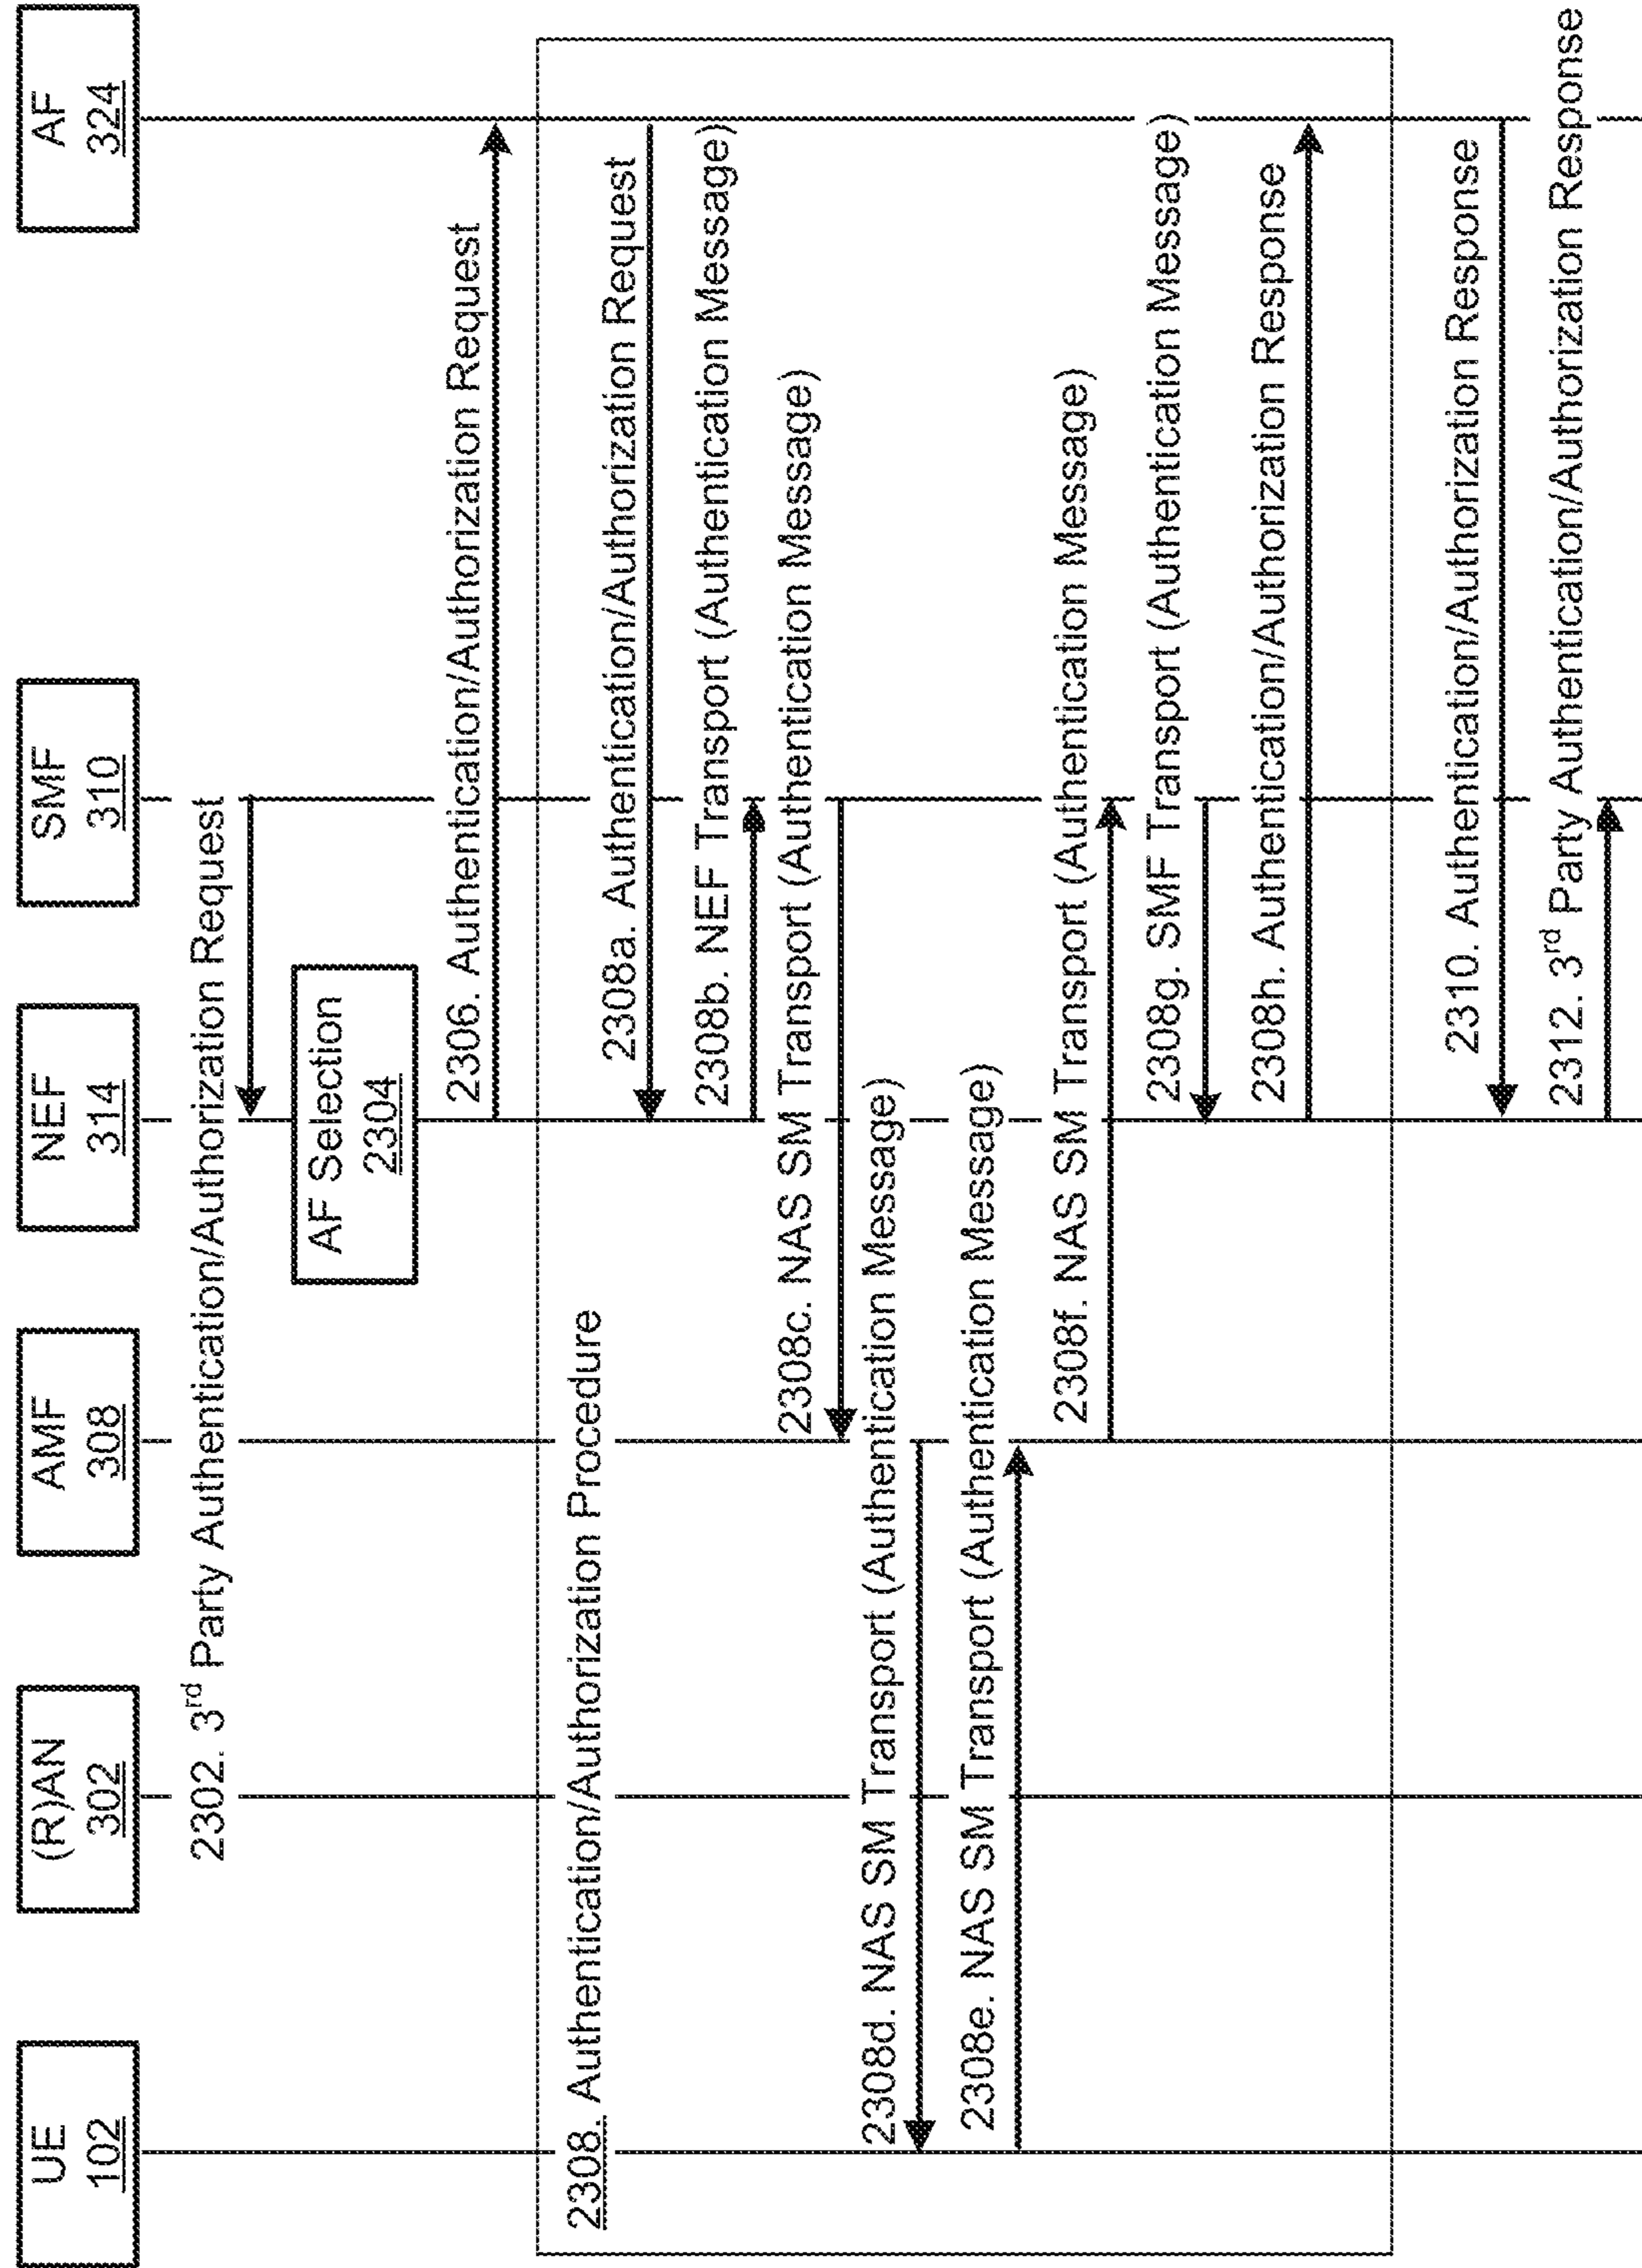 UE
102
(R)AN
302
AMF
308
NEF
314
SMF
310
AF
324
2302. 3rd Party Authentication/Authorization Request
AF Selection
2304
2306. Authentication/Authorization Request
2308. Authentication/Authorization Procedure
2308a. Authentication/Authorization Request
2308b. NEF Transport (Authentication Message)
2308c. NAS SM Transport (Authentication Message)
2308d. NAS SM Transport (Authentication Message)
2308e. NAS SM Transport (Authentication Message)
2308f. NAS SM Transport (Authentication Message)
2308g. SMF Transport (Authentication Message)
2308h. Authentication/Authorization Response
2310. Authentication/Authorization Response
2312. 3rd Party Authentication/Authorization Response